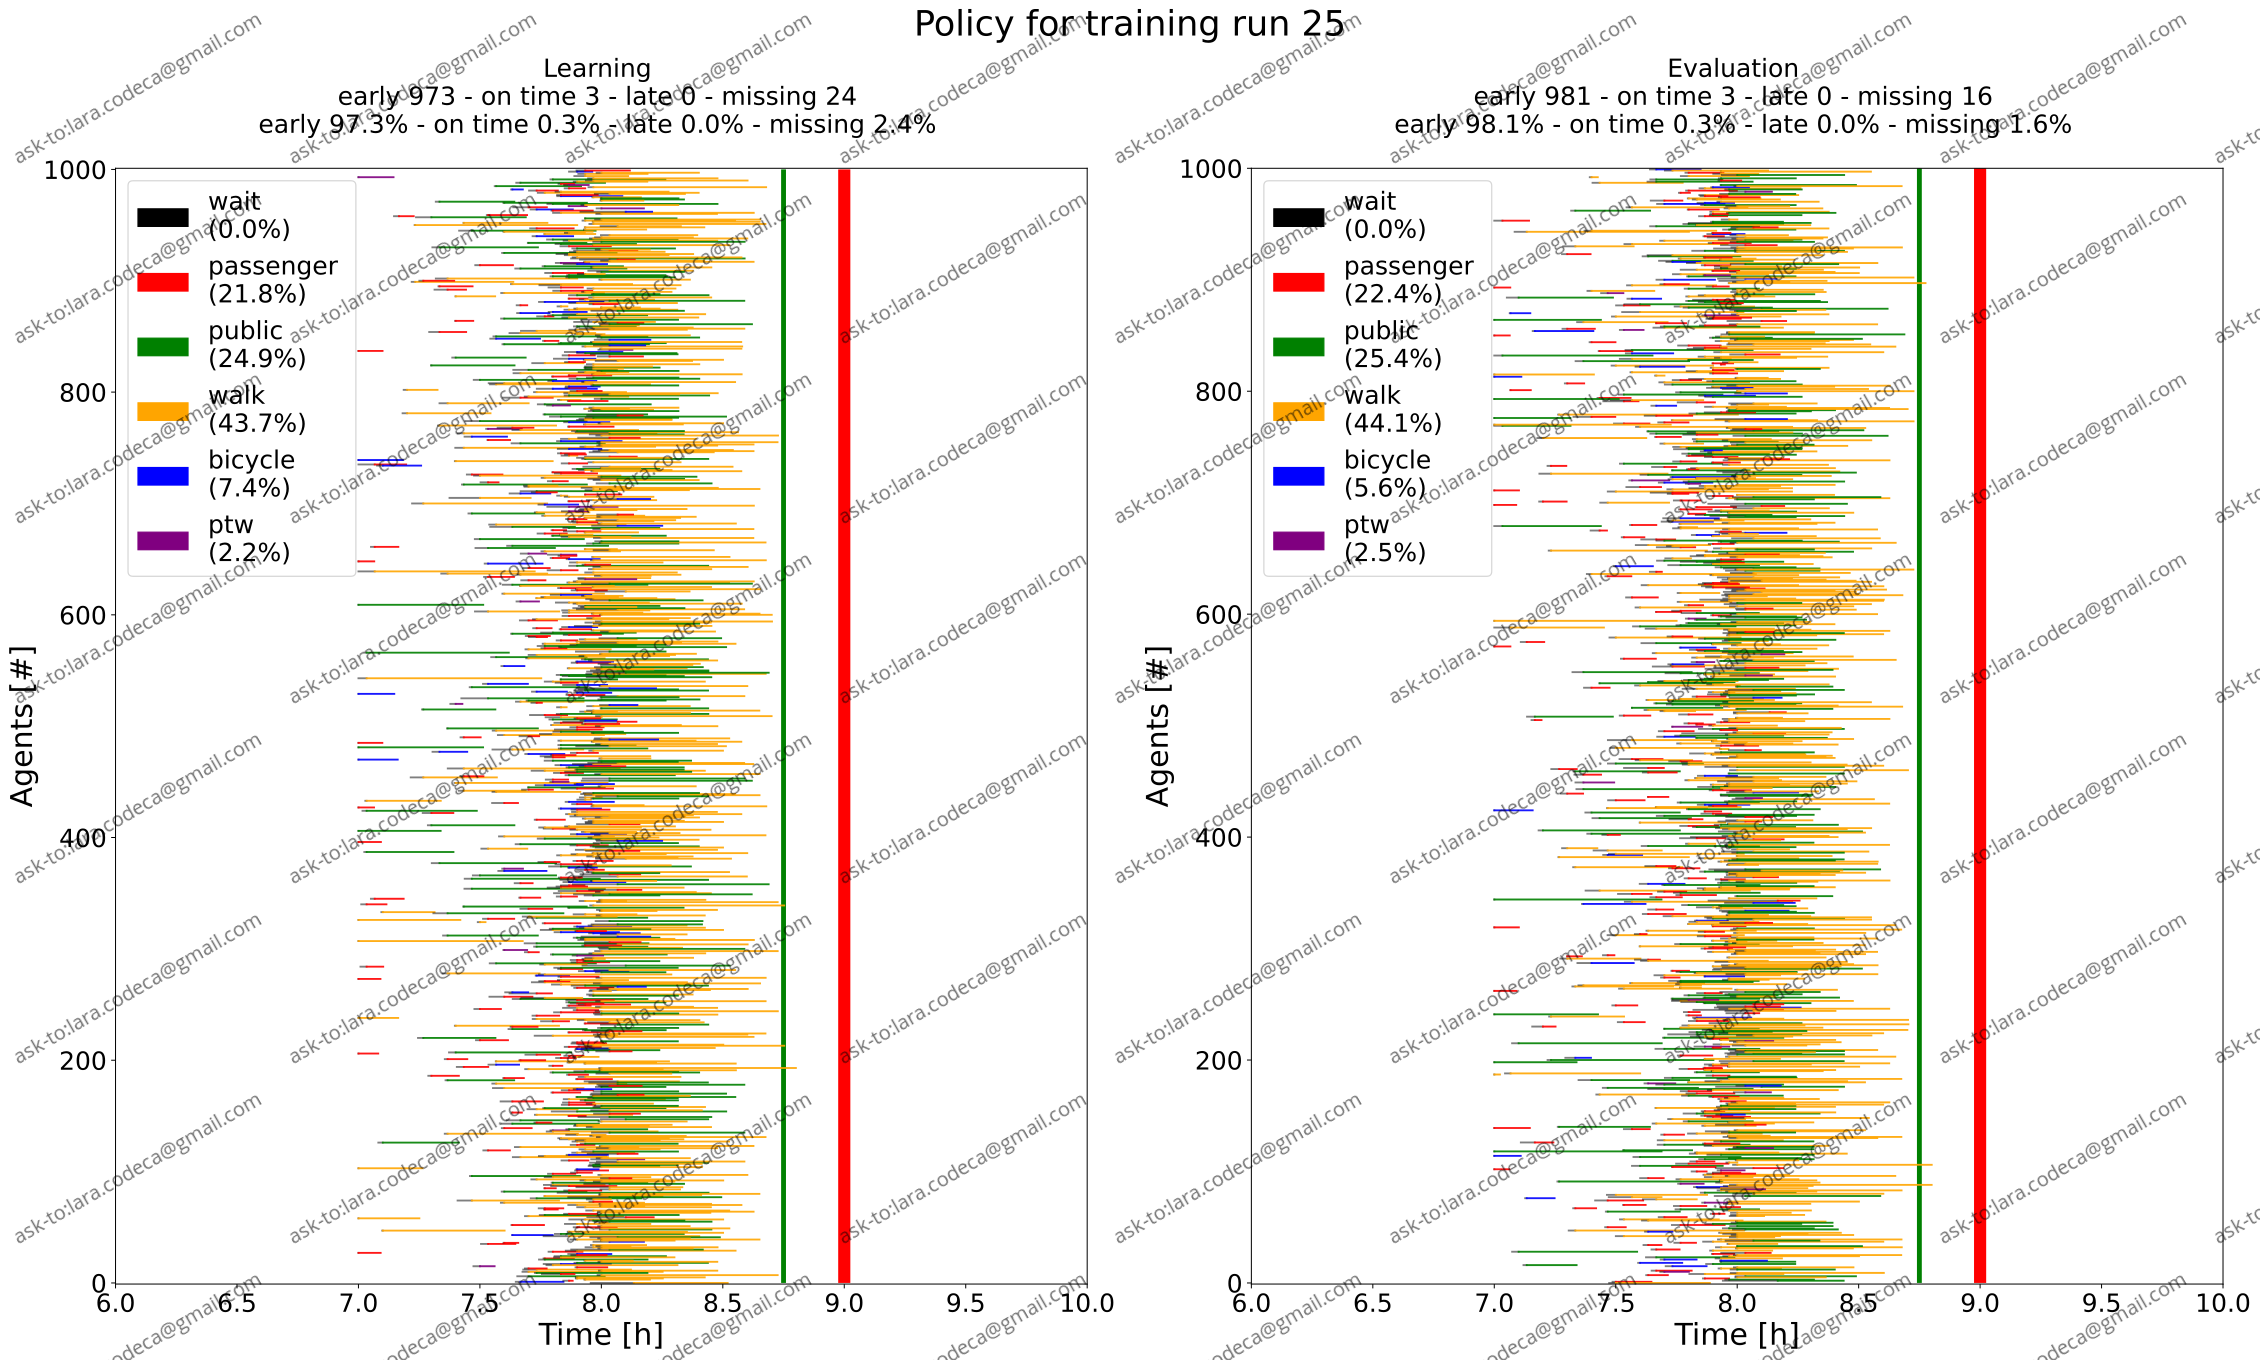 Policy for training run 25
Learning
early 973 - on time 3 - late 0 - missing 24
early 97.3% - on time 0.3% - late 0.0% - missing 2.4%
Agents [#]
1000
800
600
400
200
0
wait
(0.0%)
passenger
(21.8%)
public
(24.9%)
walk
(43.7%)
bicycle
(7.4%)
ptw
(2.2%)
6.0 6.5 7.0 7.5 8.0 8.5 9.0 9.5 10.0
Time [h]
Evaluation
early 981 - on time 3 - late 0 - missing 16
early 98.1% - on time 0.3% - late 0.0% - missing 1.6%
Agents [#]
1000
800
600
400
200
0
wait
(0.0%)
passenger
(22.4%)
public
(25.4%)
walk
(44.1%)
bicycle
(5.6%)
ptw
(2.5%)
6.0 6.5 7.0 7.5 8.0 8.5 9.0 9.5 10.0
Time [h]
ask-to:lara.codeca@gmail.com